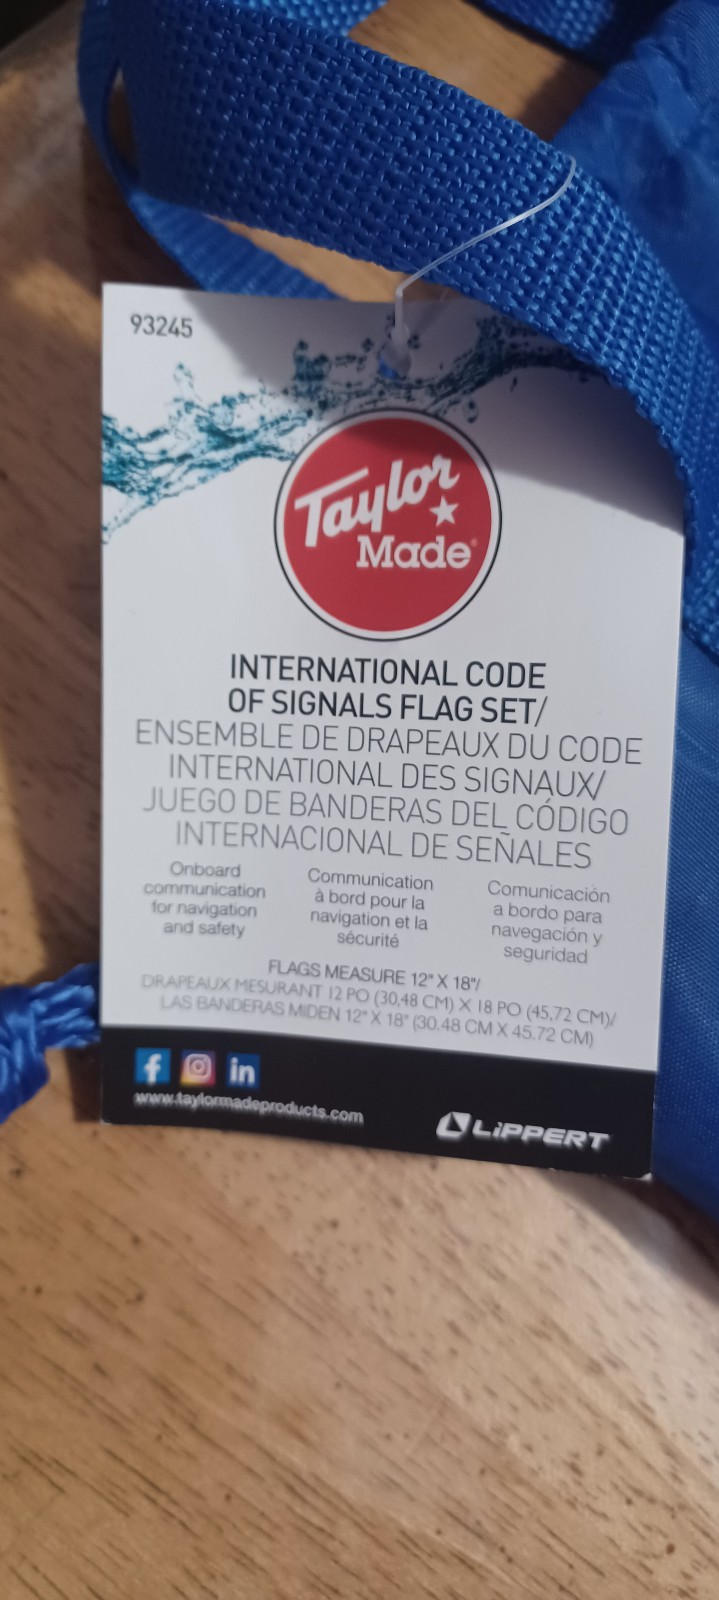 93245
Taylor
Made®
INTERNATIONAL CODE
OF SIGNALS FLAG SET/
ENSEMBLE DE DRAPEAUX DU CODE
INTERNATIONAL DES SIGNAUX/
JUEGO DE BANDERAS DEL CÓDIGO
INTERNACIONAL DE SEÑALES
Onboard
communication
for navigation
and safety
Communication
à bord pour la
navigation et la
sécurité
Comunicación
a bordo para
navegación y
seguridad
FLAGS MEASURE 12" X 18"/
DRAPEAUX MESURANT 12 PO (30,48 CM) X 18 PO (45,72 CM)/
LAS BANDERAS MIDEN 12" X 18" (30.48 CM X 45.72 CM)
f in
www.taylormadeproducts.com
LiPPERT